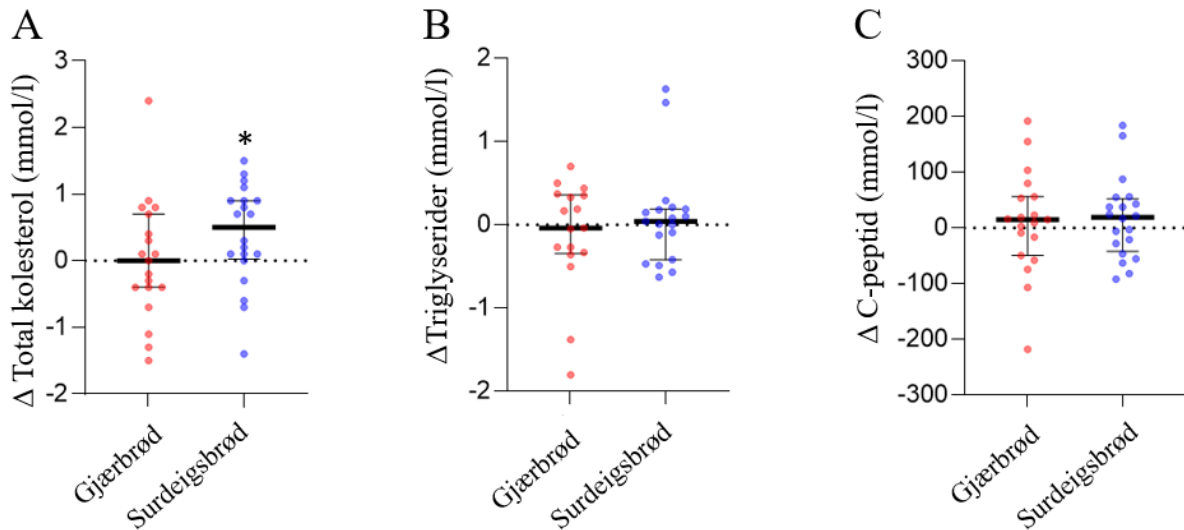 A
Δ Total kolesterol (mmol/l)
3
2
1
0
-1
-2
*
Gjærbrød
Surdeigsbrød
B
ΔTriglyserider (mmol/l)
2
1
0
-1
-2
Gjærbrød
Surdeigsbrød
C
Δ C-peptid (mmol/l)
300
200
100
0
-100
-200
-300
Gjærbrød
Surdeigsbrød